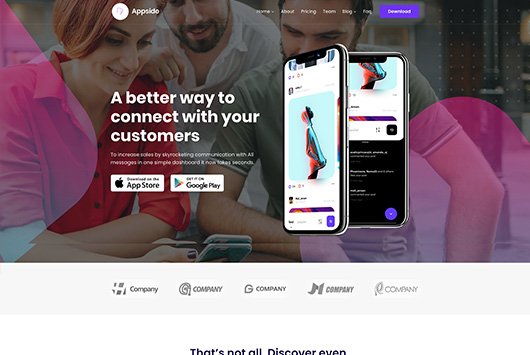 Appside
Home
About
Pricing
Team
Blog
Faq
Download
A better way to
connect with your
customers
To increase sales by skyrocketing communication with All
messages in one simple dashboard it now takes seconds.
Download on the
App Store
GET IT ON
Google Play
Company
COMPANY
COMPANY
COMPANY
COMPANY
That's not all. Discover even